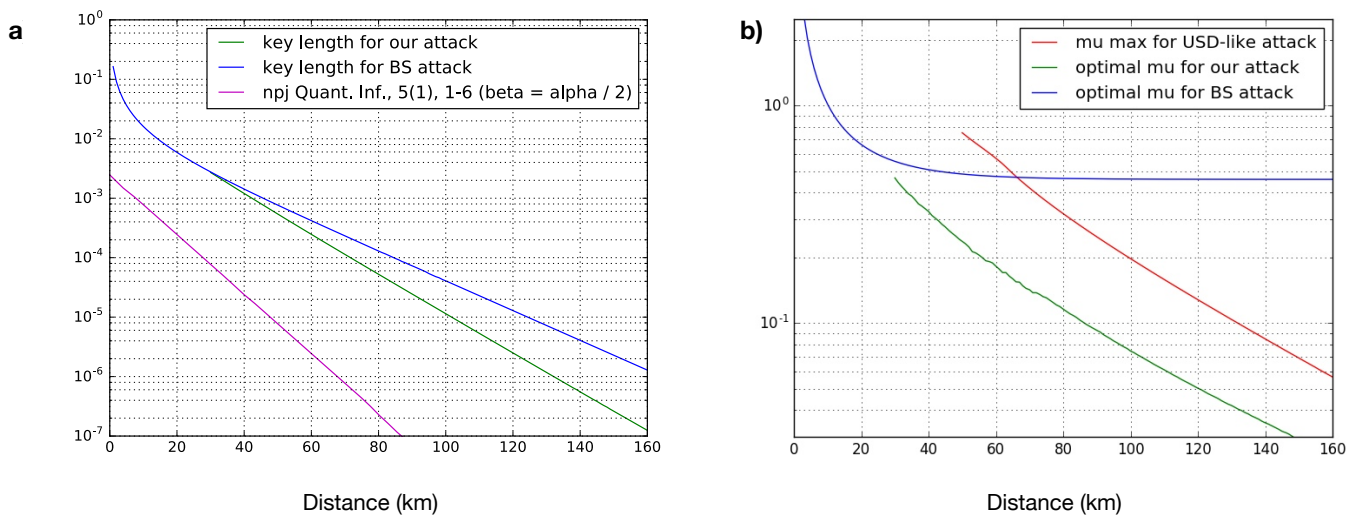 a
key length for our attack
key length for BS attack
npj Quant. Inf., 5(1), 1-6 (beta = alpha / 2)
10^0
10^-1
10^-2
10^-3
10^-4
10^-5
10^-6
10^-7
0 20 40 60 80 100 120 140 160
Distance (km)
b)
mu max for USD-like attack
optimal mu for our attack
optimal mu for BS attack
10^0
10^-1
0 20 40 60 80 100 120 140 160
Distance (km)